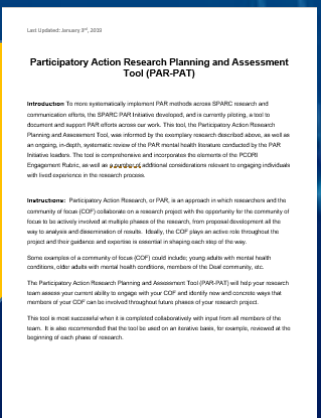 Last Updated: January 3rd, 2020
Participatory Action Research Planning and Assessment
Tool (PAR-PAT)
Introduction To more systematically implement PAR methods across SPARC research and
communication efforts, the SPARC PAR Initiative developed, and is currently piloting, a tool to
document and support PAR efforts across our work. This tool, the Participatory Action Research
Planning and Assessment Tool, was informed by the exemplary research described above, as well as
an ongoing, in-depth, systematic review of the PAR mental health literature conducted by the PAR
Initiative leaders. The tool is comprehensive and incorporates the elements of the PCORI
Engagement Rubric, as well as a number of additional considerations relevant to engaging individuals
with lived experience in the research process.
Instructions: Participatory Action Research, or PAR, is an approach in which researchers and the
community of focus (COF) collaborate on a research project with the opportunity for the community of
focus to be actively involved at multiple phases of the research, from proposal development all the
way to analysis and dissemination of results. Ideally, the COF plays an active role throughout the
project and their guidance and expertise is essential in shaping each step of the way.
Some examples of a community of focus (COF) could include; young adults with mental health
conditions, older adults with mental health conditions, members of the Deaf community, etc.
The Participatory Action Research Planning and Assessment Tool (PAR-PAT) will help your research
team assess your current ability to engage with your COF and identify new and concrete ways that
members of your COF can be involved throughout future phases of your research project.
This tool is most successful when it is completed collaboratively with input from all members of the
team. It is also recommended that the tool be used on an iterative basis, for example, reviewed at the
beginning of each phase of research.